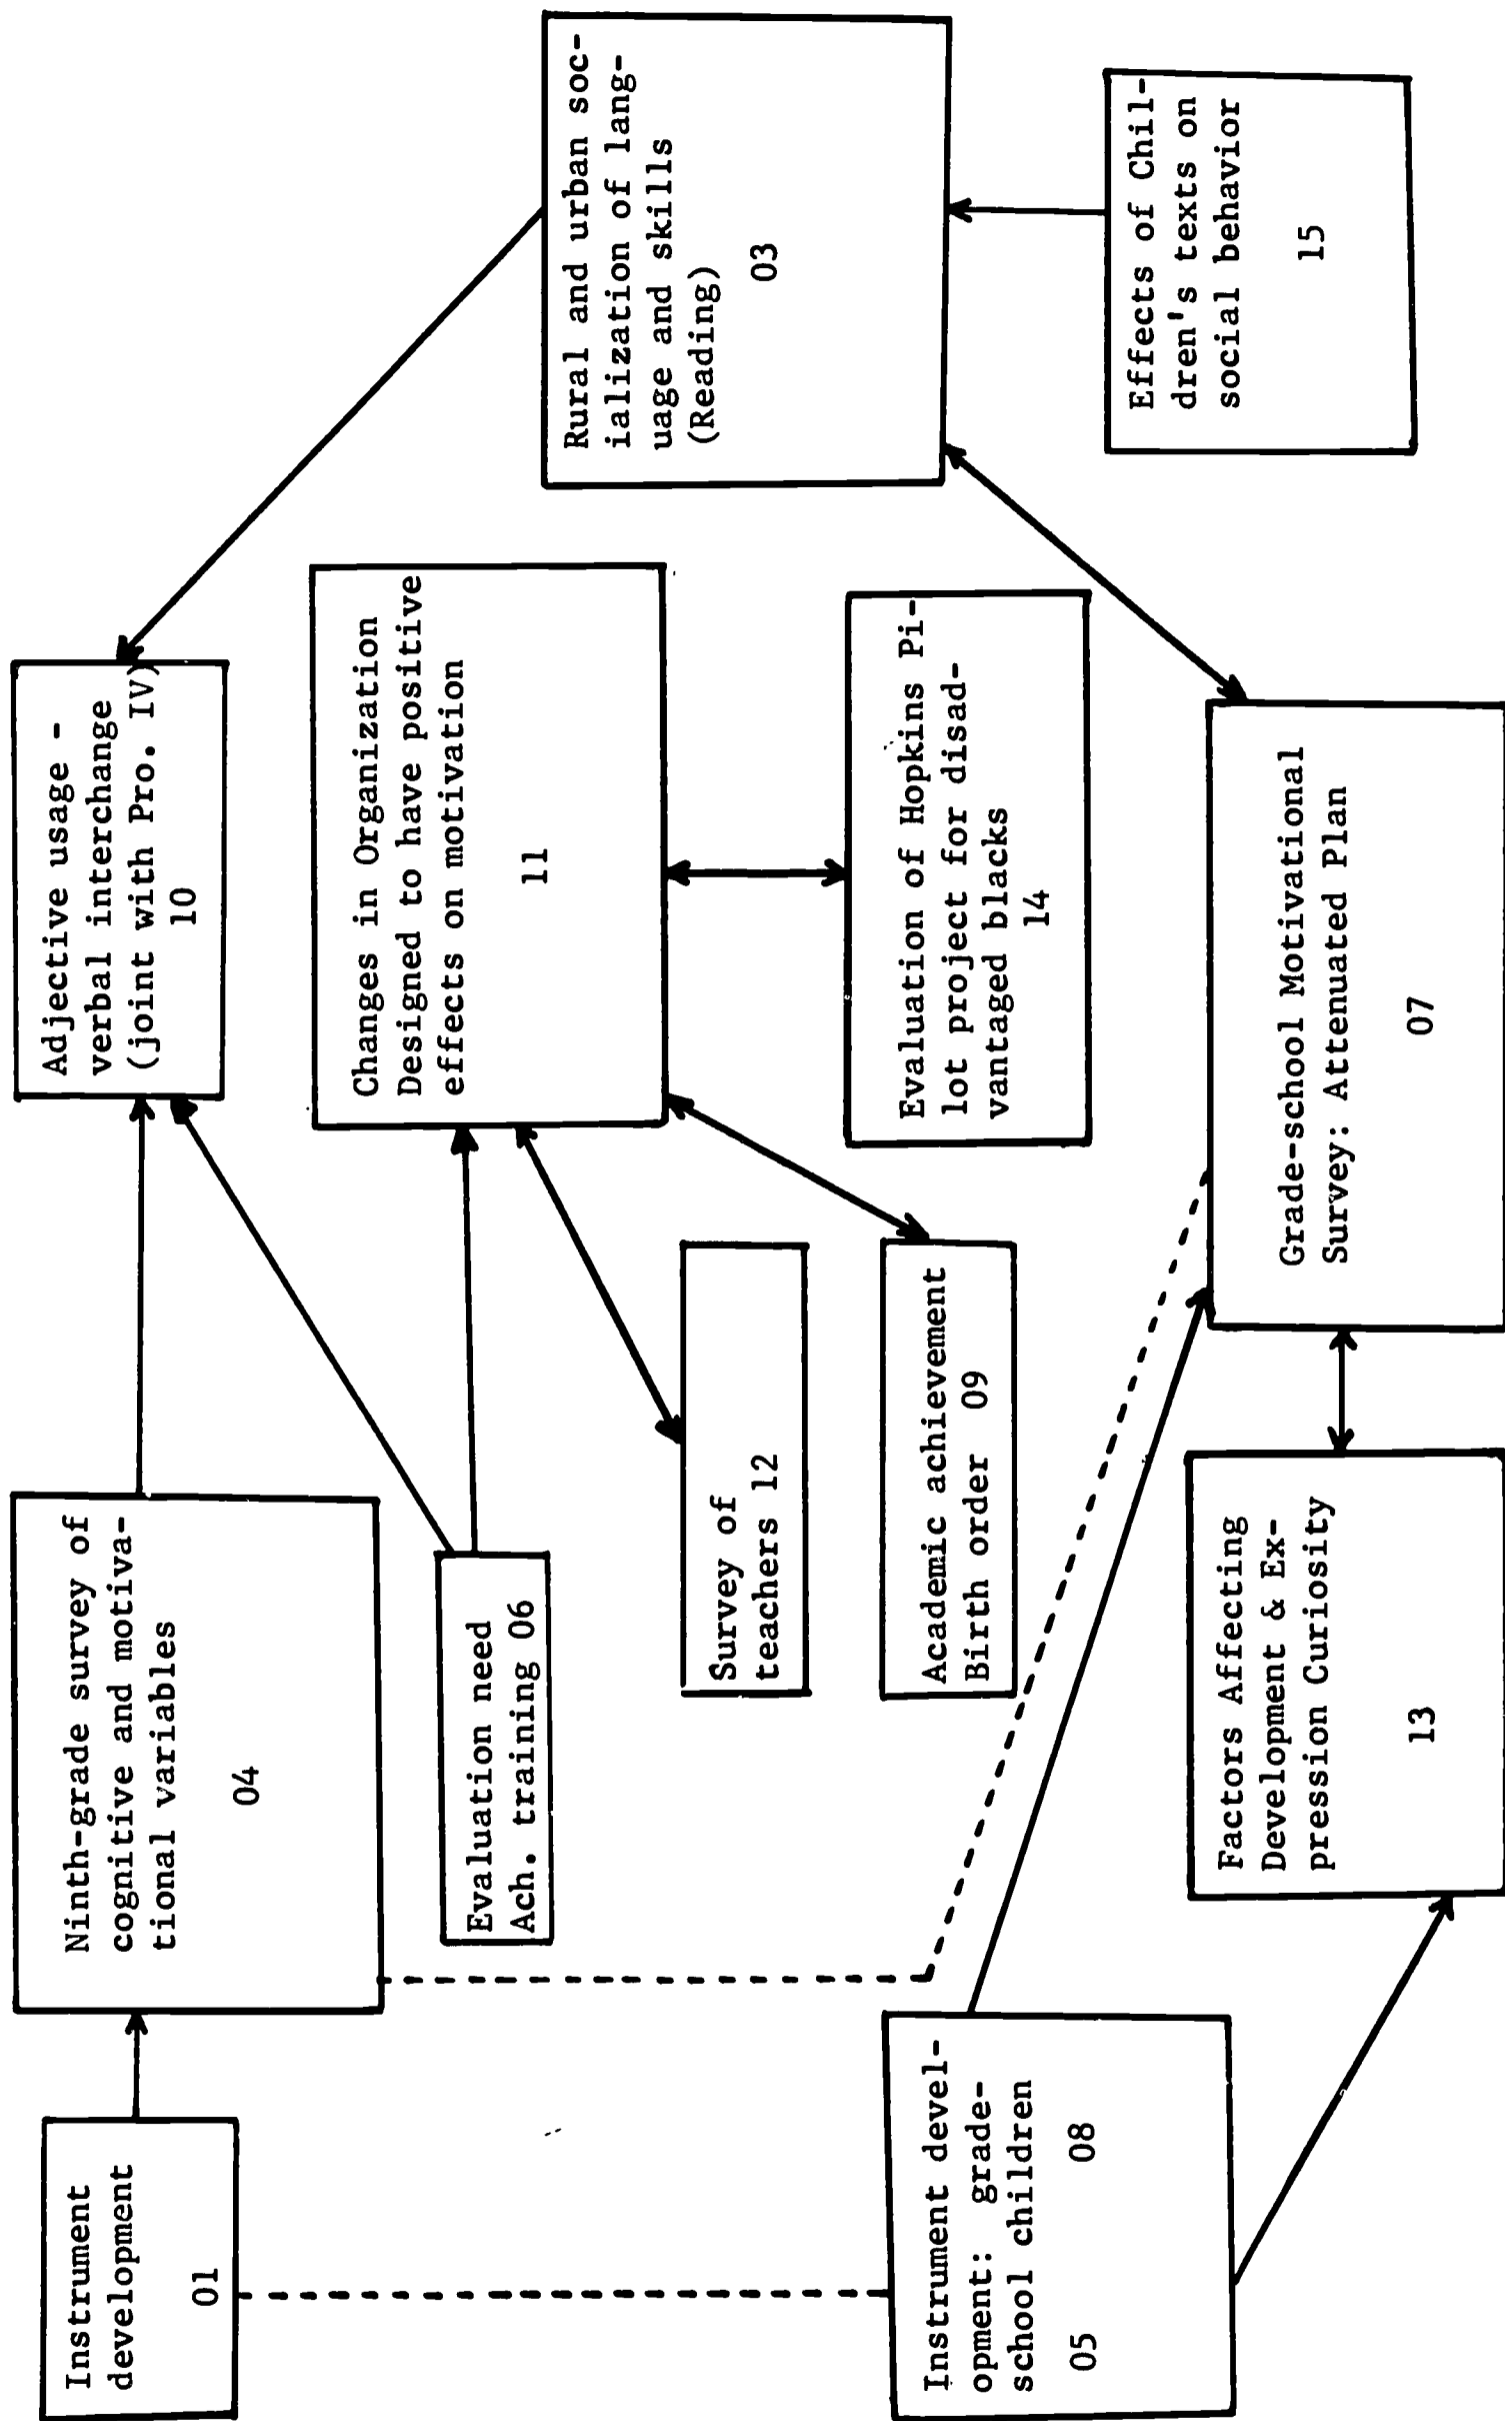 Instrument
development
01
Ninth-grade survey of
cognitive and motiva-
tional variables
04
Adjective usage -
verbal interchange
(joint with Pro. IV)
10
Evaluation need
Ach. training 06
Changes in Organization
Designed to have positive
effects on motivation
11
Rural and urban soc-
ialization of lang-
uage and skills
(Reading)
03
Survey of
teachers 12
Academic achievement
Birth order 09
Evaluation of Hopkins Pi-
lot project for disad-
vantaged blacks
14
Instrument devel-
opment: grade-
school children
05 08
Factors Affecting
Development & Ex-
pression Curiosity
13
Grade-school Motivational
Survey: Attenuated Plan
07
Effects of Chil-
dren's texts on
social behavior
15